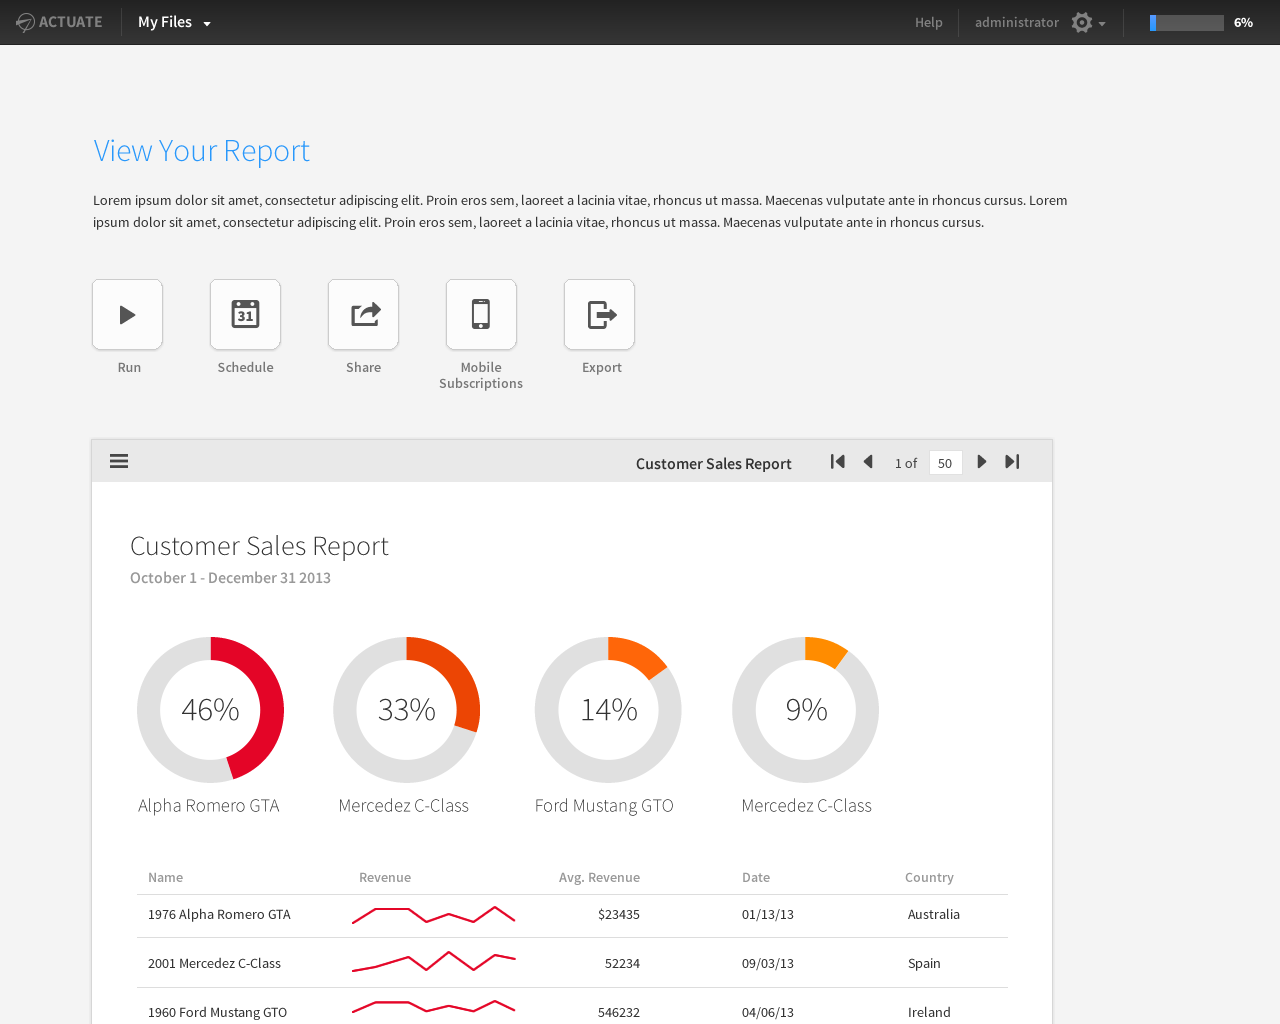 ACTUATE My Files Help administrator 6%
View Your Report
Lorem ipsum dolor sit amet, consectetur adipiscing elit. Proin eros sem, laoreet a lacinia vitae, rhoncus ut massa. Maecenas vulputate ante in rhoncus cursus. Lorem
ipsum dolor sit amet, consectetur adipiscing elit. Proin eros sem, laoreet a lacinia vitae, rhoncus ut massa. Maecenas vulputate ante in rhoncus cursus.
31
Run Schedule Share Mobile Export
Subscriptions
Customer Sales Report 1 of 50
Customer Sales Report
October 1 - December 31 2013
46% 33% 14% 9%
Alpha Romero GTA Mercedez C-Class Ford Mustang GTO Mercedez C-Class
Name Revenue Avg. Revenue Date Country
1976 Alpha Romero GTA $23435 01/13/13 Australia
2001 Mercedez C-Class 52234 09/03/13 Spain
1960 Ford Mustang GTO 546232 04/06/13 Ireland